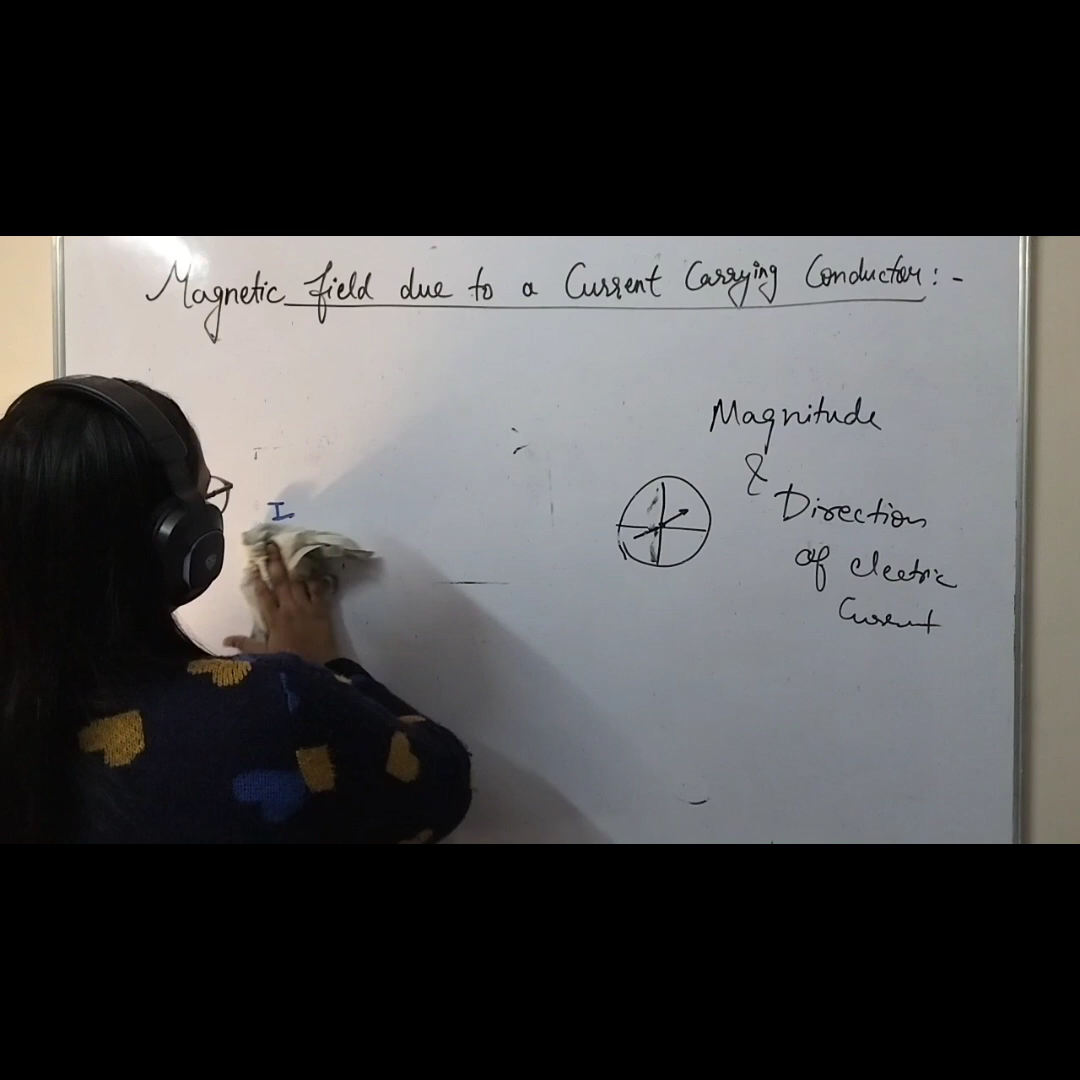 Magnetic field due to a Current Carrying Conductor:-
I
Magnitude
&
Direction
of electric
Current